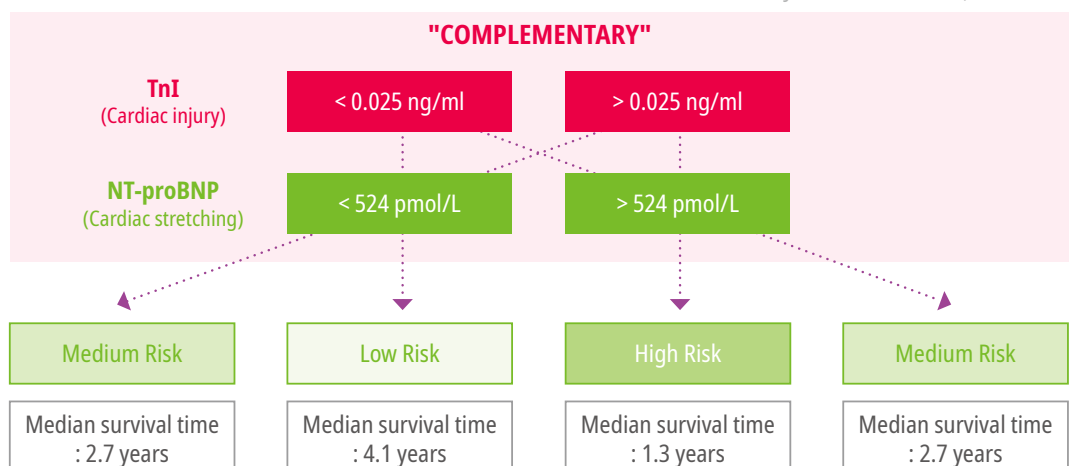 "COMPLEMENTARY"
TnI
(Cardiac injury)
< 0.025 ng/ml
> 0.025 ng/ml
NT-proBNP
(Cardiac stretching)
< 524 pmol/L
> 524 pmol/L
Medium Risk
Low Risk
High Risk
Medium Risk
Median survival time
: 2.7 years
Median survival time
: 4.1 years
Median survival time
: 1.3 years
Median survival time
: 2.7 years